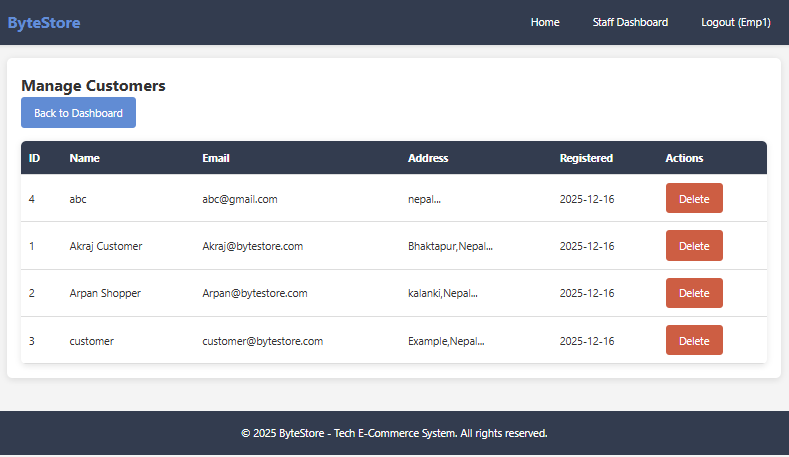 ByteStore Home Staff Dashboard Logout (Emp1)
Manage Customers
Back to Dashboard
ID Name Email Address Registered Actions
4 abc abc@gmail.com nepal... 2025-12-16 Delete
1 Akraj Customer Akraj@bytestore.com Bhaktapur,Nepal... 2025-12-16 Delete
2 Arpan Shopper Arpan@bytestore.com kalanki,Nepal... 2025-12-16 Delete
3 customer customer@bytestore.com Example,Nepal... 2025-12-16 Delete
© 2025 ByteStore - Tech E-Commerce System. All rights reserved.